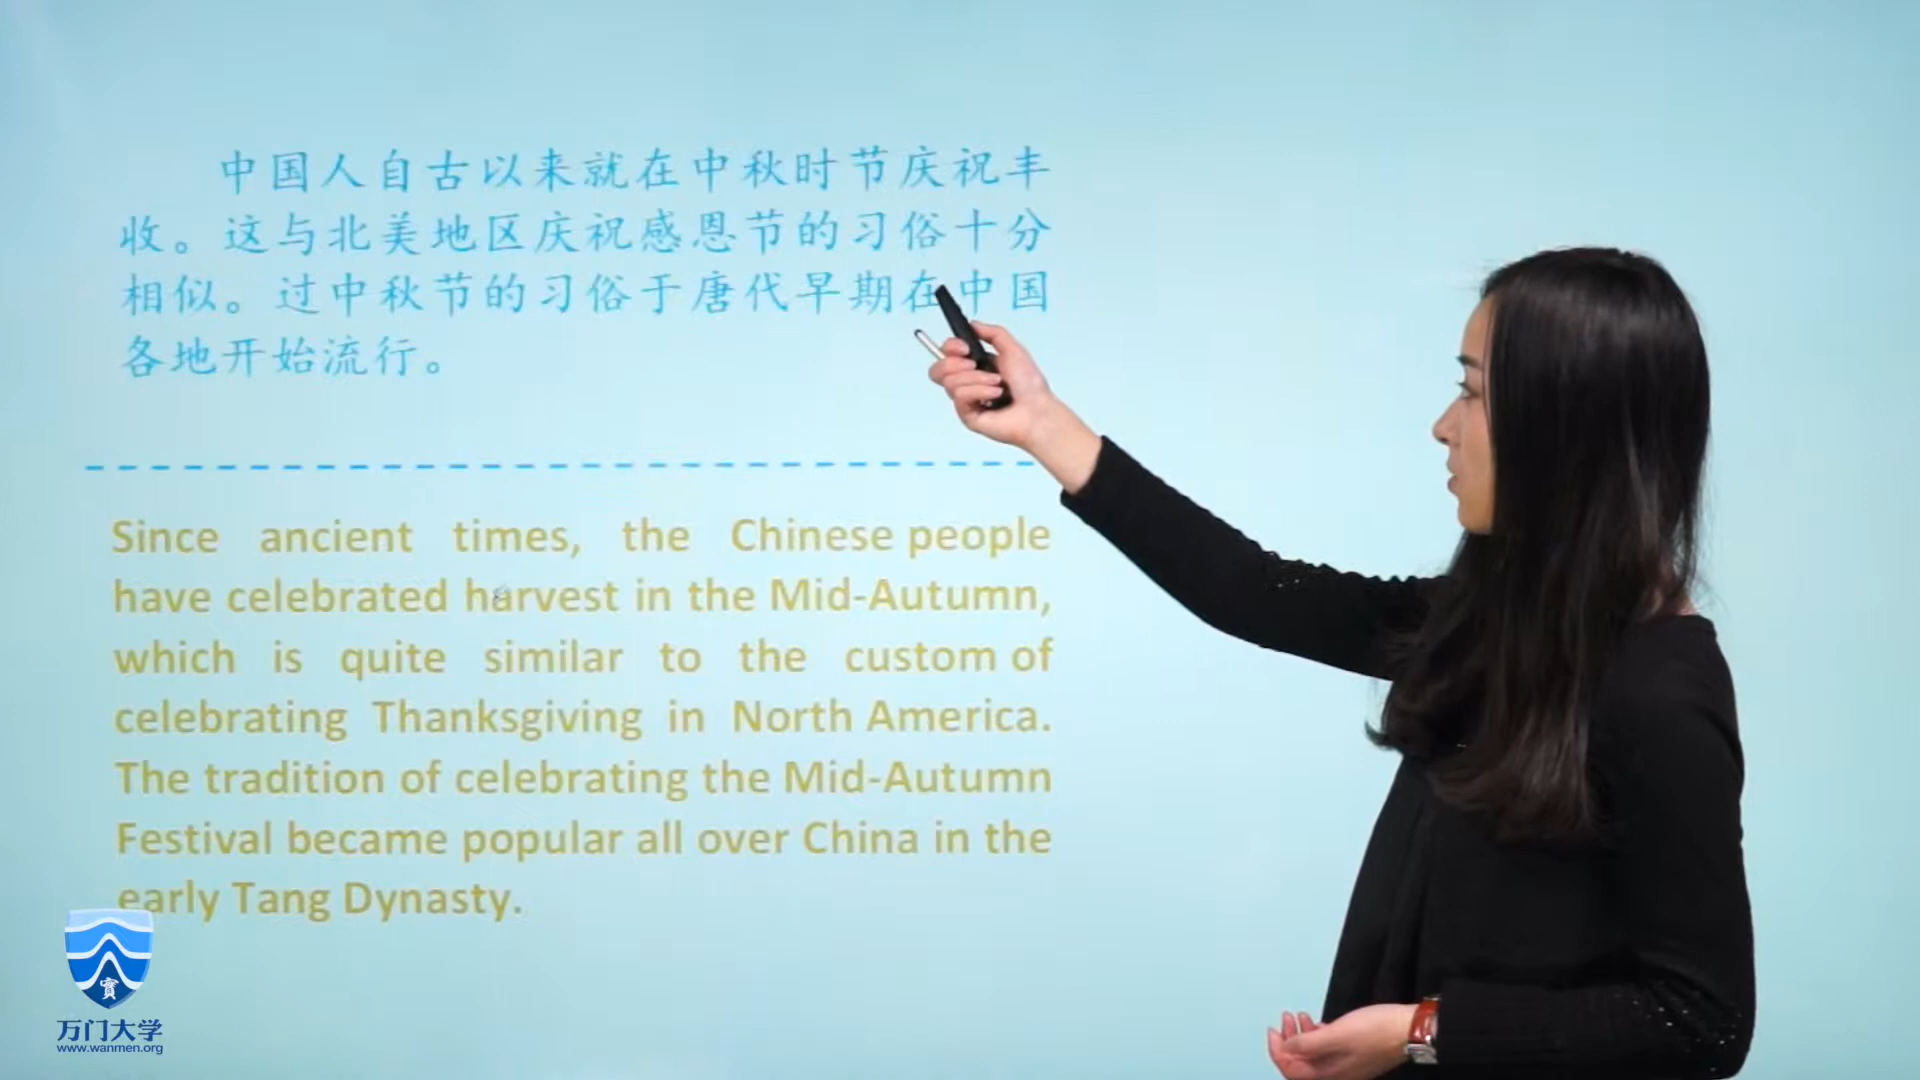 中国人自古以来就在中秋时节庆祝丰
收。这与北美地区庆祝感恩节的习俗十分
相似。过中秋节的习俗于唐代早期在中国
各地开始流行。
Since ancient times, the Chinese people
have celebrated harvest in the Mid-Autumn,
which is quite similar to the custom of
celebrating Thanksgiving in North America.
The tradition of celebrating the Mid-Autumn
Festival became popular all over China in the
early Tang Dynasty.
實
万门大学
www.wanmen.org